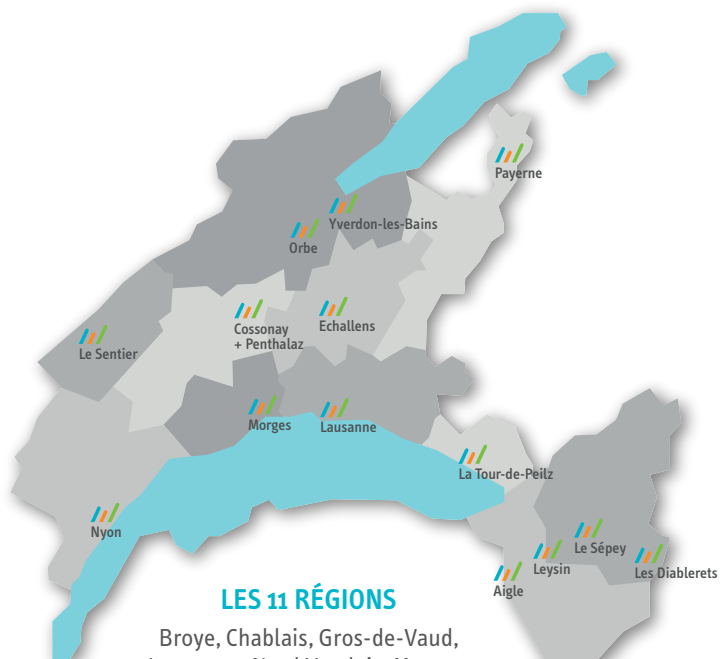 Payerne
Yverdon-les-Bains
Orbe
Cossonay
+ Penthalaz
Echallens
Le Sentier
Morges
Lausanne
La Tour-de-Peilz
Nyon
Le Sépey
Leysin
Les Diablerets
Aigle
LES 11 RÉGIONS
Broye, Chablais, Gros-de-Vaud,